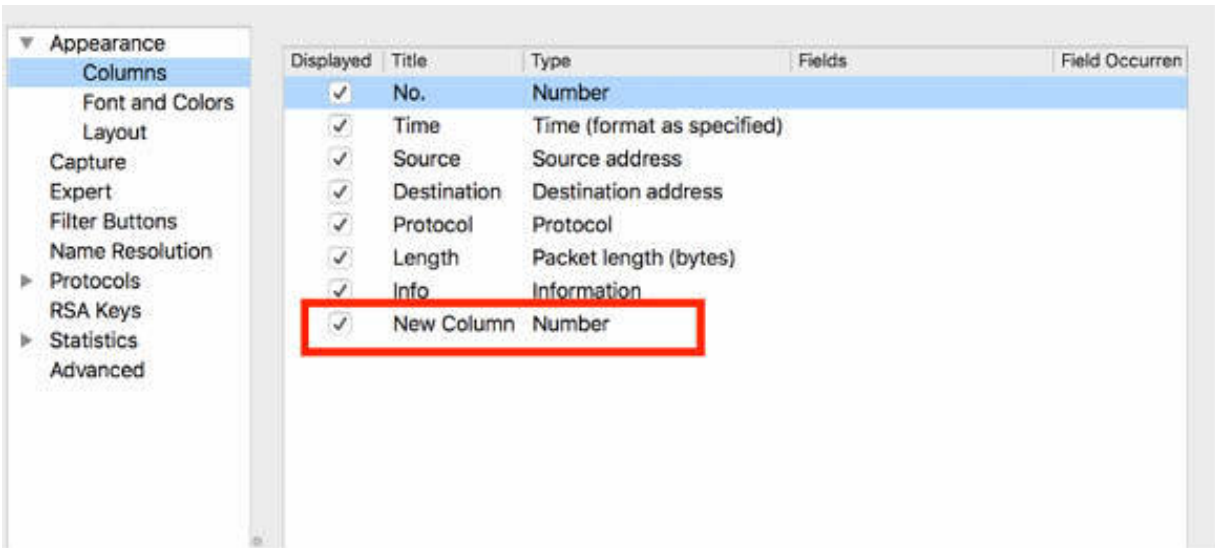 Appearance
Columns
Font and Colors
Layout
Capture
Expert
Filter Buttons
Name Resolution
Protocols
RSA Keys
Statistics
Advanced
Displayed Title Type Fields Field Occurren
No. Number
Time Time (format as specified)
Source Source address
Destination Destination address
Protocol Protocol
Length Packet length (bytes)
Info Information
New Column Number